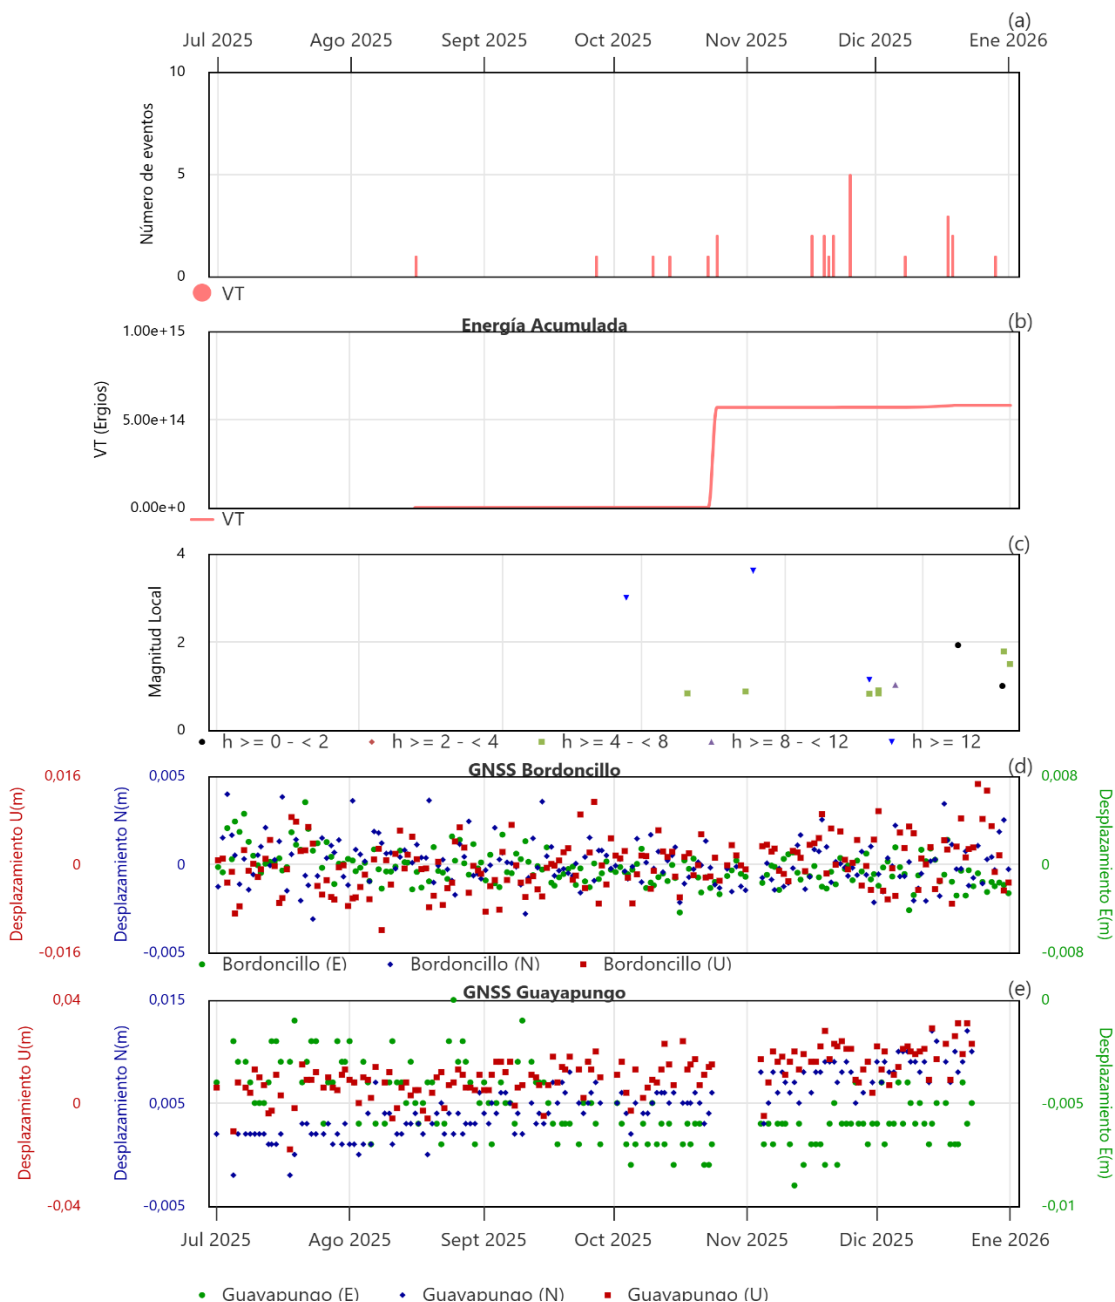 (a)
Jul 2025 Ago 2025 Sept 2025 Oct 2025 Nov 2025 Dic 2025 Ene 2026
10
5
0
Número de eventos
VT
Energía Acumulada (b)
1.00e+15
5.00e+14
0.00e+0
VT (Ergios)
VT
(c)
4
2
0
Magnitud Local
h >= 0 - < 2 h >= 2 - < 4 h >= 4 - < 8 h >= 8 - < 12 h >= 12
GNSS Bordoncillo (d)
0,016 0,005 0,008
0 0 0
-0,016 -0,005 -0,008
Desplazamiento U(m) Desplazamiento N(m) Desplazamiento E(m)
Bordoncillo (E) Bordoncillo (N) Bordoncillo (U)
GNSS Guayapungo (e)
0,04 0,015 0
0 0,005 -0,005
-0,04 -0,005 -0,01
Desplazamiento U(m) Desplazamiento N(m) Desplazamiento E(m)
Jul 2025 Ago 2025 Sept 2025 Oct 2025 Nov 2025 Dic 2025 Ene 2026
Guayapungo (E) Guayapungo (N) Guayapungo (U)